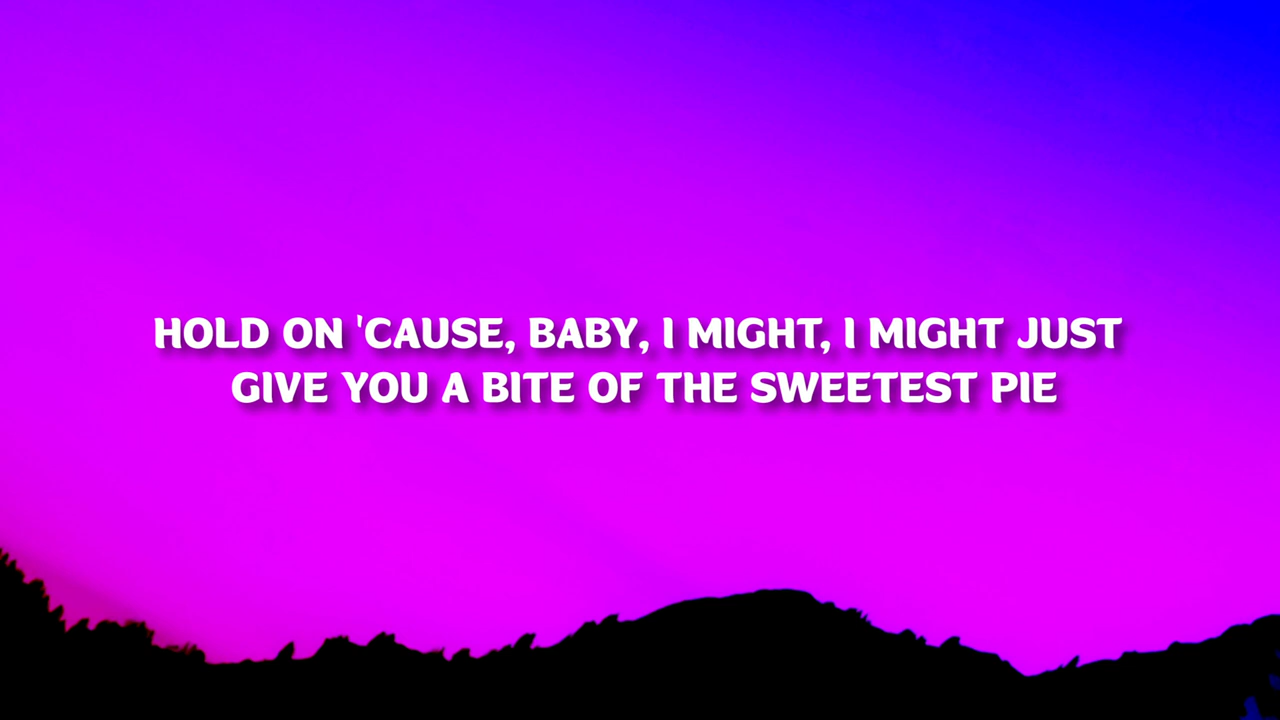 HOLD ON 'CAUSE, BABY, I MIGHT, I MIGHT JUST
GIVE YOU A BITE OF THE SWEETEST PIE